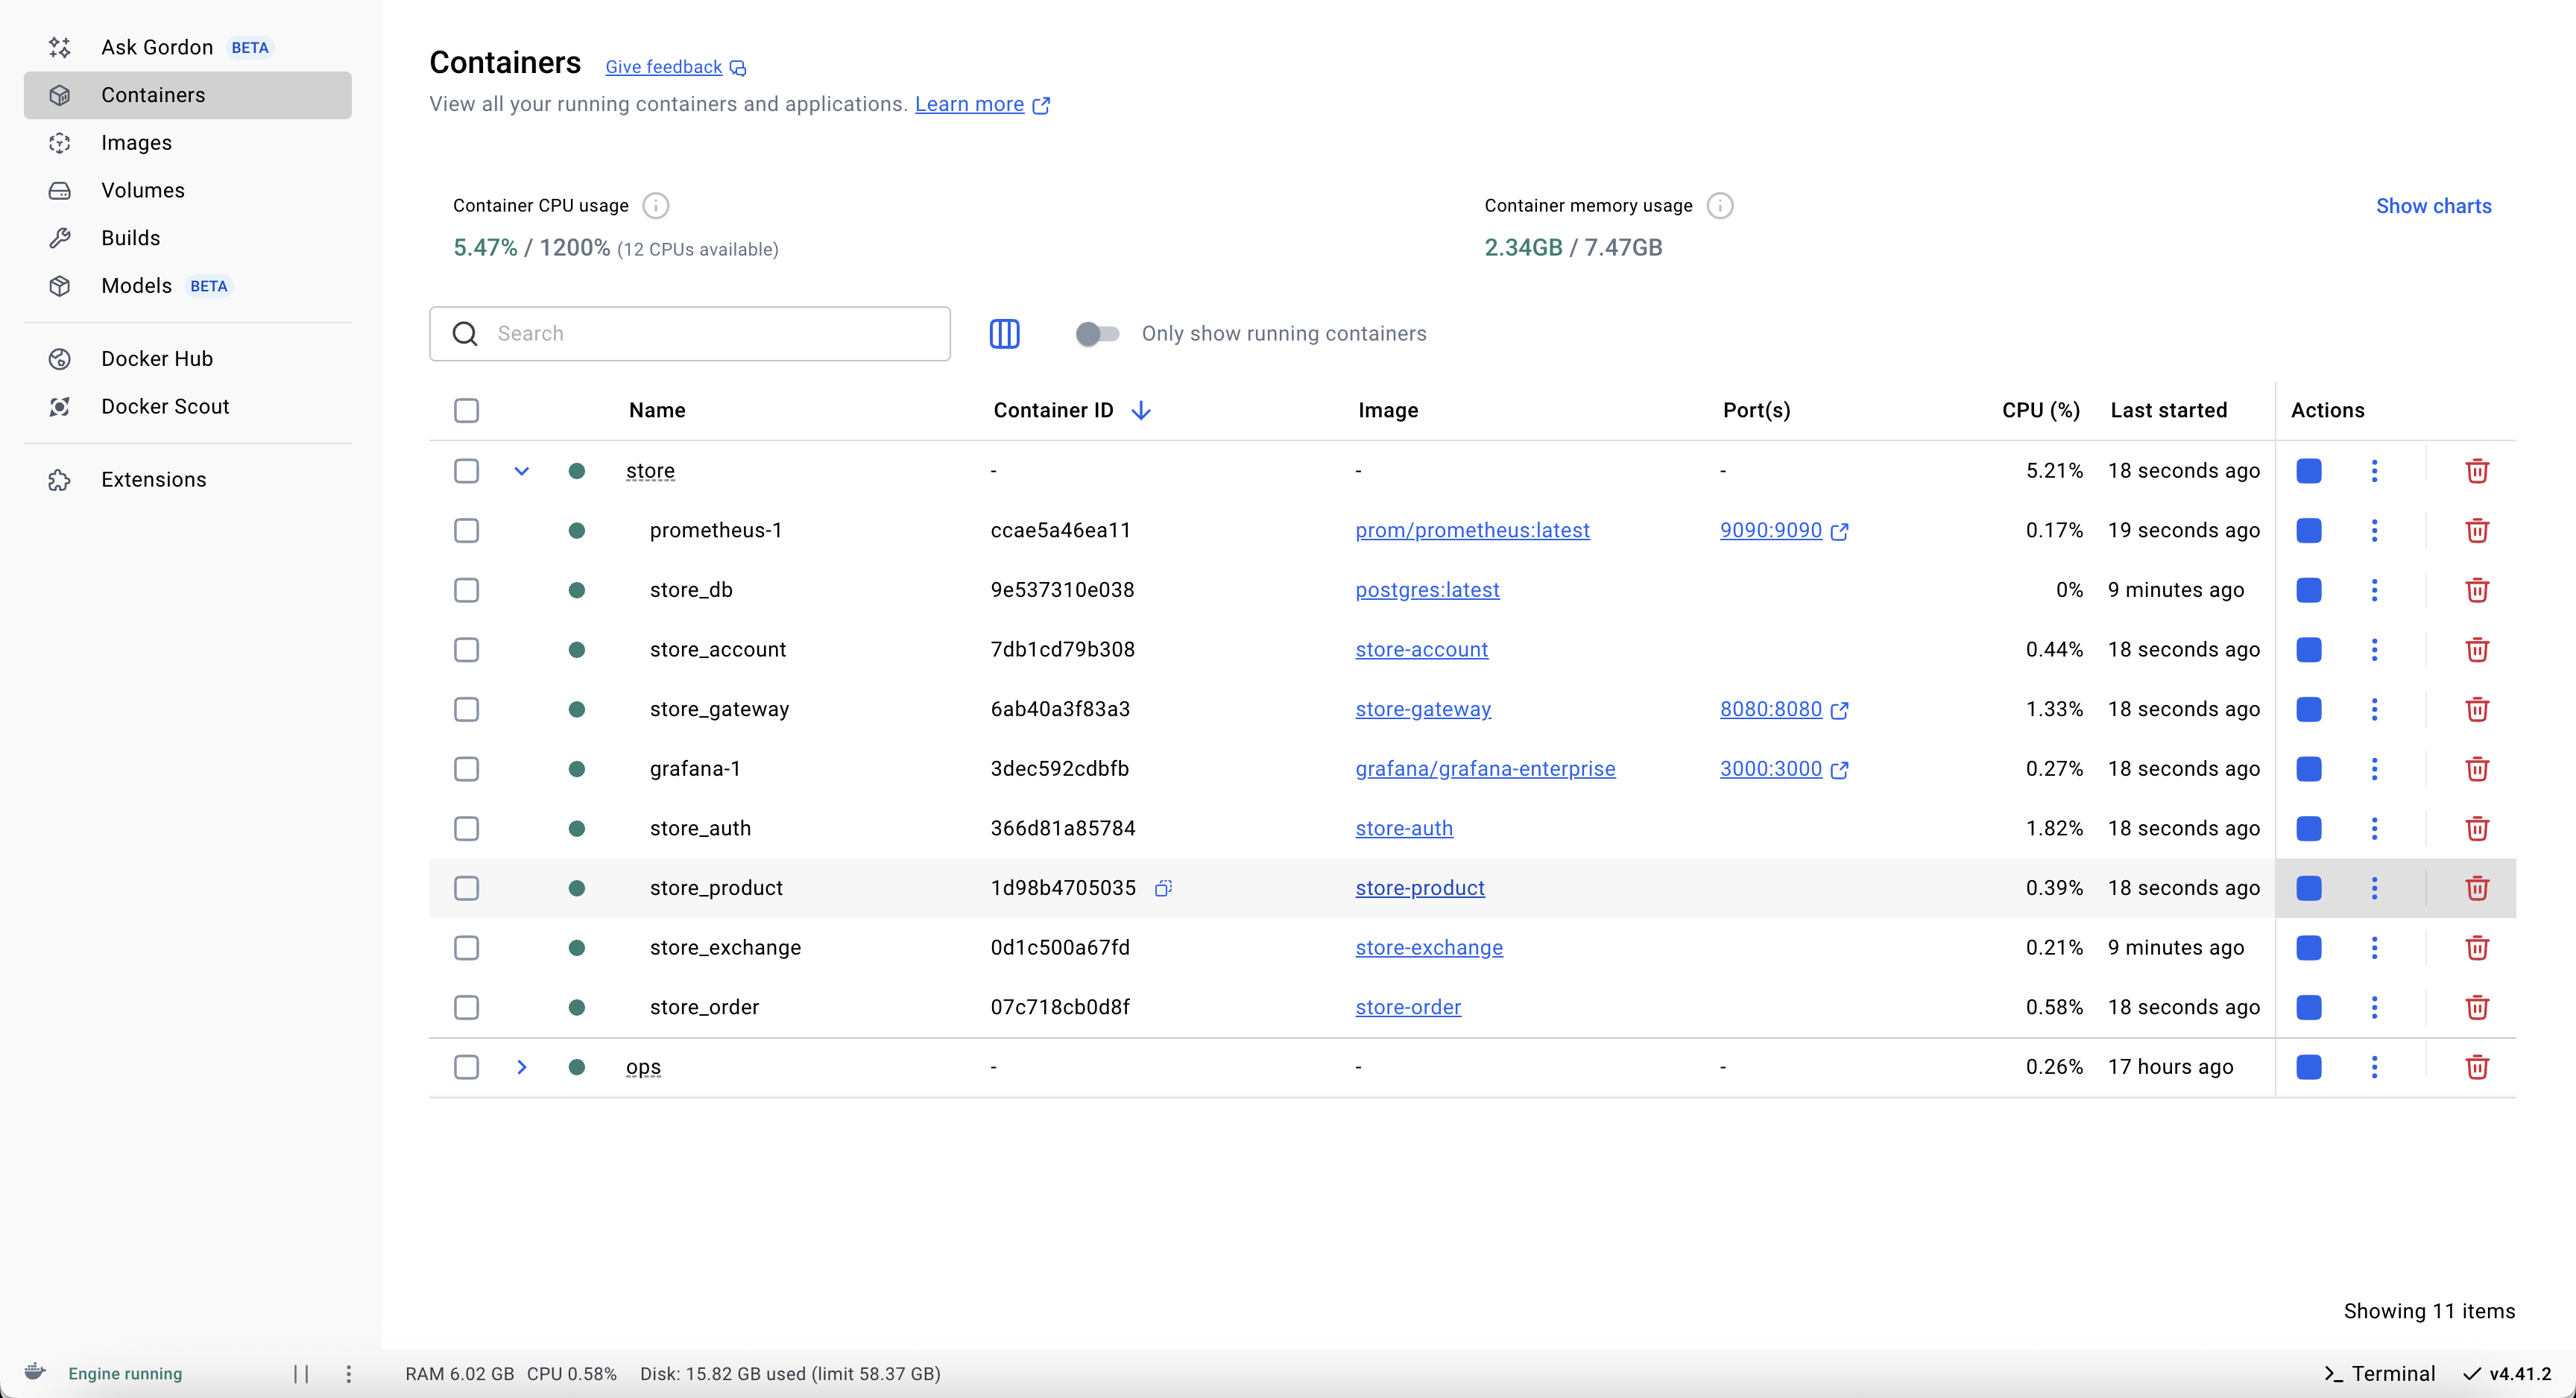 Ask Gordon BETA
Containers
Images
Volumes
Builds
Models BETA
Docker Hub
Docker Scout
Extensions
Containers Give feedback
View all your running containers and applications. Learn more
Container CPU usage
5.47% / 1200% (12 CPUs available)
Container memory usage
2.34GB / 7.47GB
Show charts
Search
Only show running containers
Name Container ID Image Port(s) CPU (%) Last started Actions
store - - - 5.21% 18 seconds ago
prometheus-1 ccae5a46ea11 prom/prometheus:latest 9090:9090 0.17% 19 seconds ago
store_db 9e537310e038 postgres:latest 0% 9 minutes ago
store_account 7db1cd79b308 store-account 0.44% 18 seconds ago
store_gateway 6ab40a3f83a3 store-gateway 8080:8080 1.33% 18 seconds ago
grafana-1 3dec592cdbfb grafana/grafana-enterprise 3000:3000 0.27% 18 seconds ago
store_auth 366d81a85784 store-auth 1.82% 18 seconds ago
store_product 1d98b4705035 store-product 0.39% 18 seconds ago
store_exchange 0d1c500a67fd store-exchange 0.21% 9 minutes ago
store_order 07c718cb0d8f store-order 0.58% 18 seconds ago
ops - - - 0.26% 17 hours ago
Showing 11 items
Engine running
RAM 6.02 GB CPU 0.58% Disk: 15.82 GB used (limit 58.37 GB)
Terminal v4.41.2